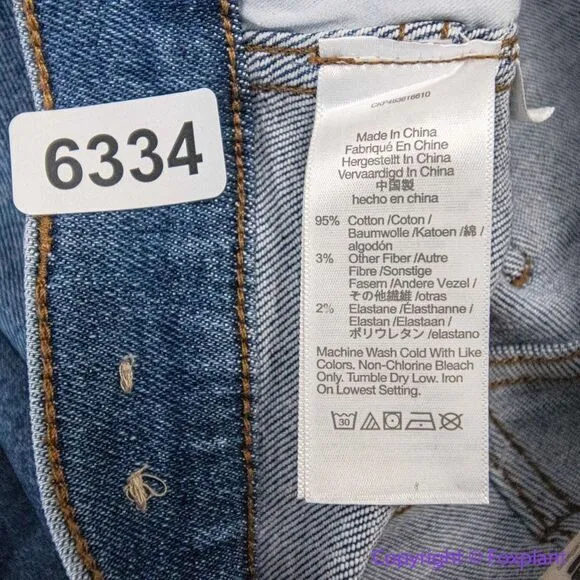 6334
CKP453616610
Made In China
Fabriqué En Chine
Hergestellt In China
Vervaardigd In China
中国製
hecho en china
95% Cotton /Coton /
Baumwolle /Katoen /綿 /
algodón
3% Other Fiber /Autre
Fibre /Sonstige
Fasern /Andere Vezel /
その他繊維 /otras
2% Elastane /Élasthanne /
Elastan /Elastaan /
ポリウレタン /elastano
Machine Wash Cold With Like
Colors. Non-Chlorine Bleach
Only. Tumble Dry Low. Iron
On Lowest Setting.
30
Copyright © Foxplant